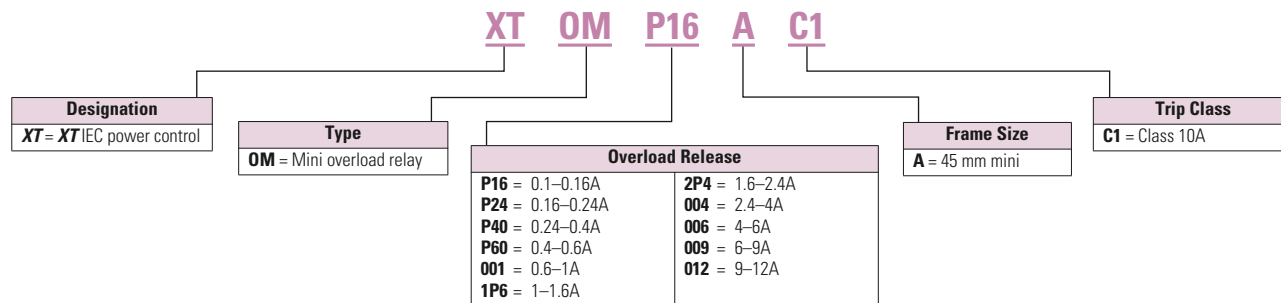 XT OM P16 A C1
Designation
XT = XT IEC power control
Type
OM = Mini overload relay
Overload Release
P16 = 0.1–0.16A
P24 = 0.16–0.24A
P40 = 0.24–0.4A
P60 = 0.4–0.6A
001 = 0.6–1A
1P6 = 1–1.6A
2P4 = 1.6–2.4A
004 = 2.4–4A
006 = 4–6A
009 = 6–9A
012 = 9–12A
Frame Size
A = 45 mm mini
Trip Class
C1 = Class 10A